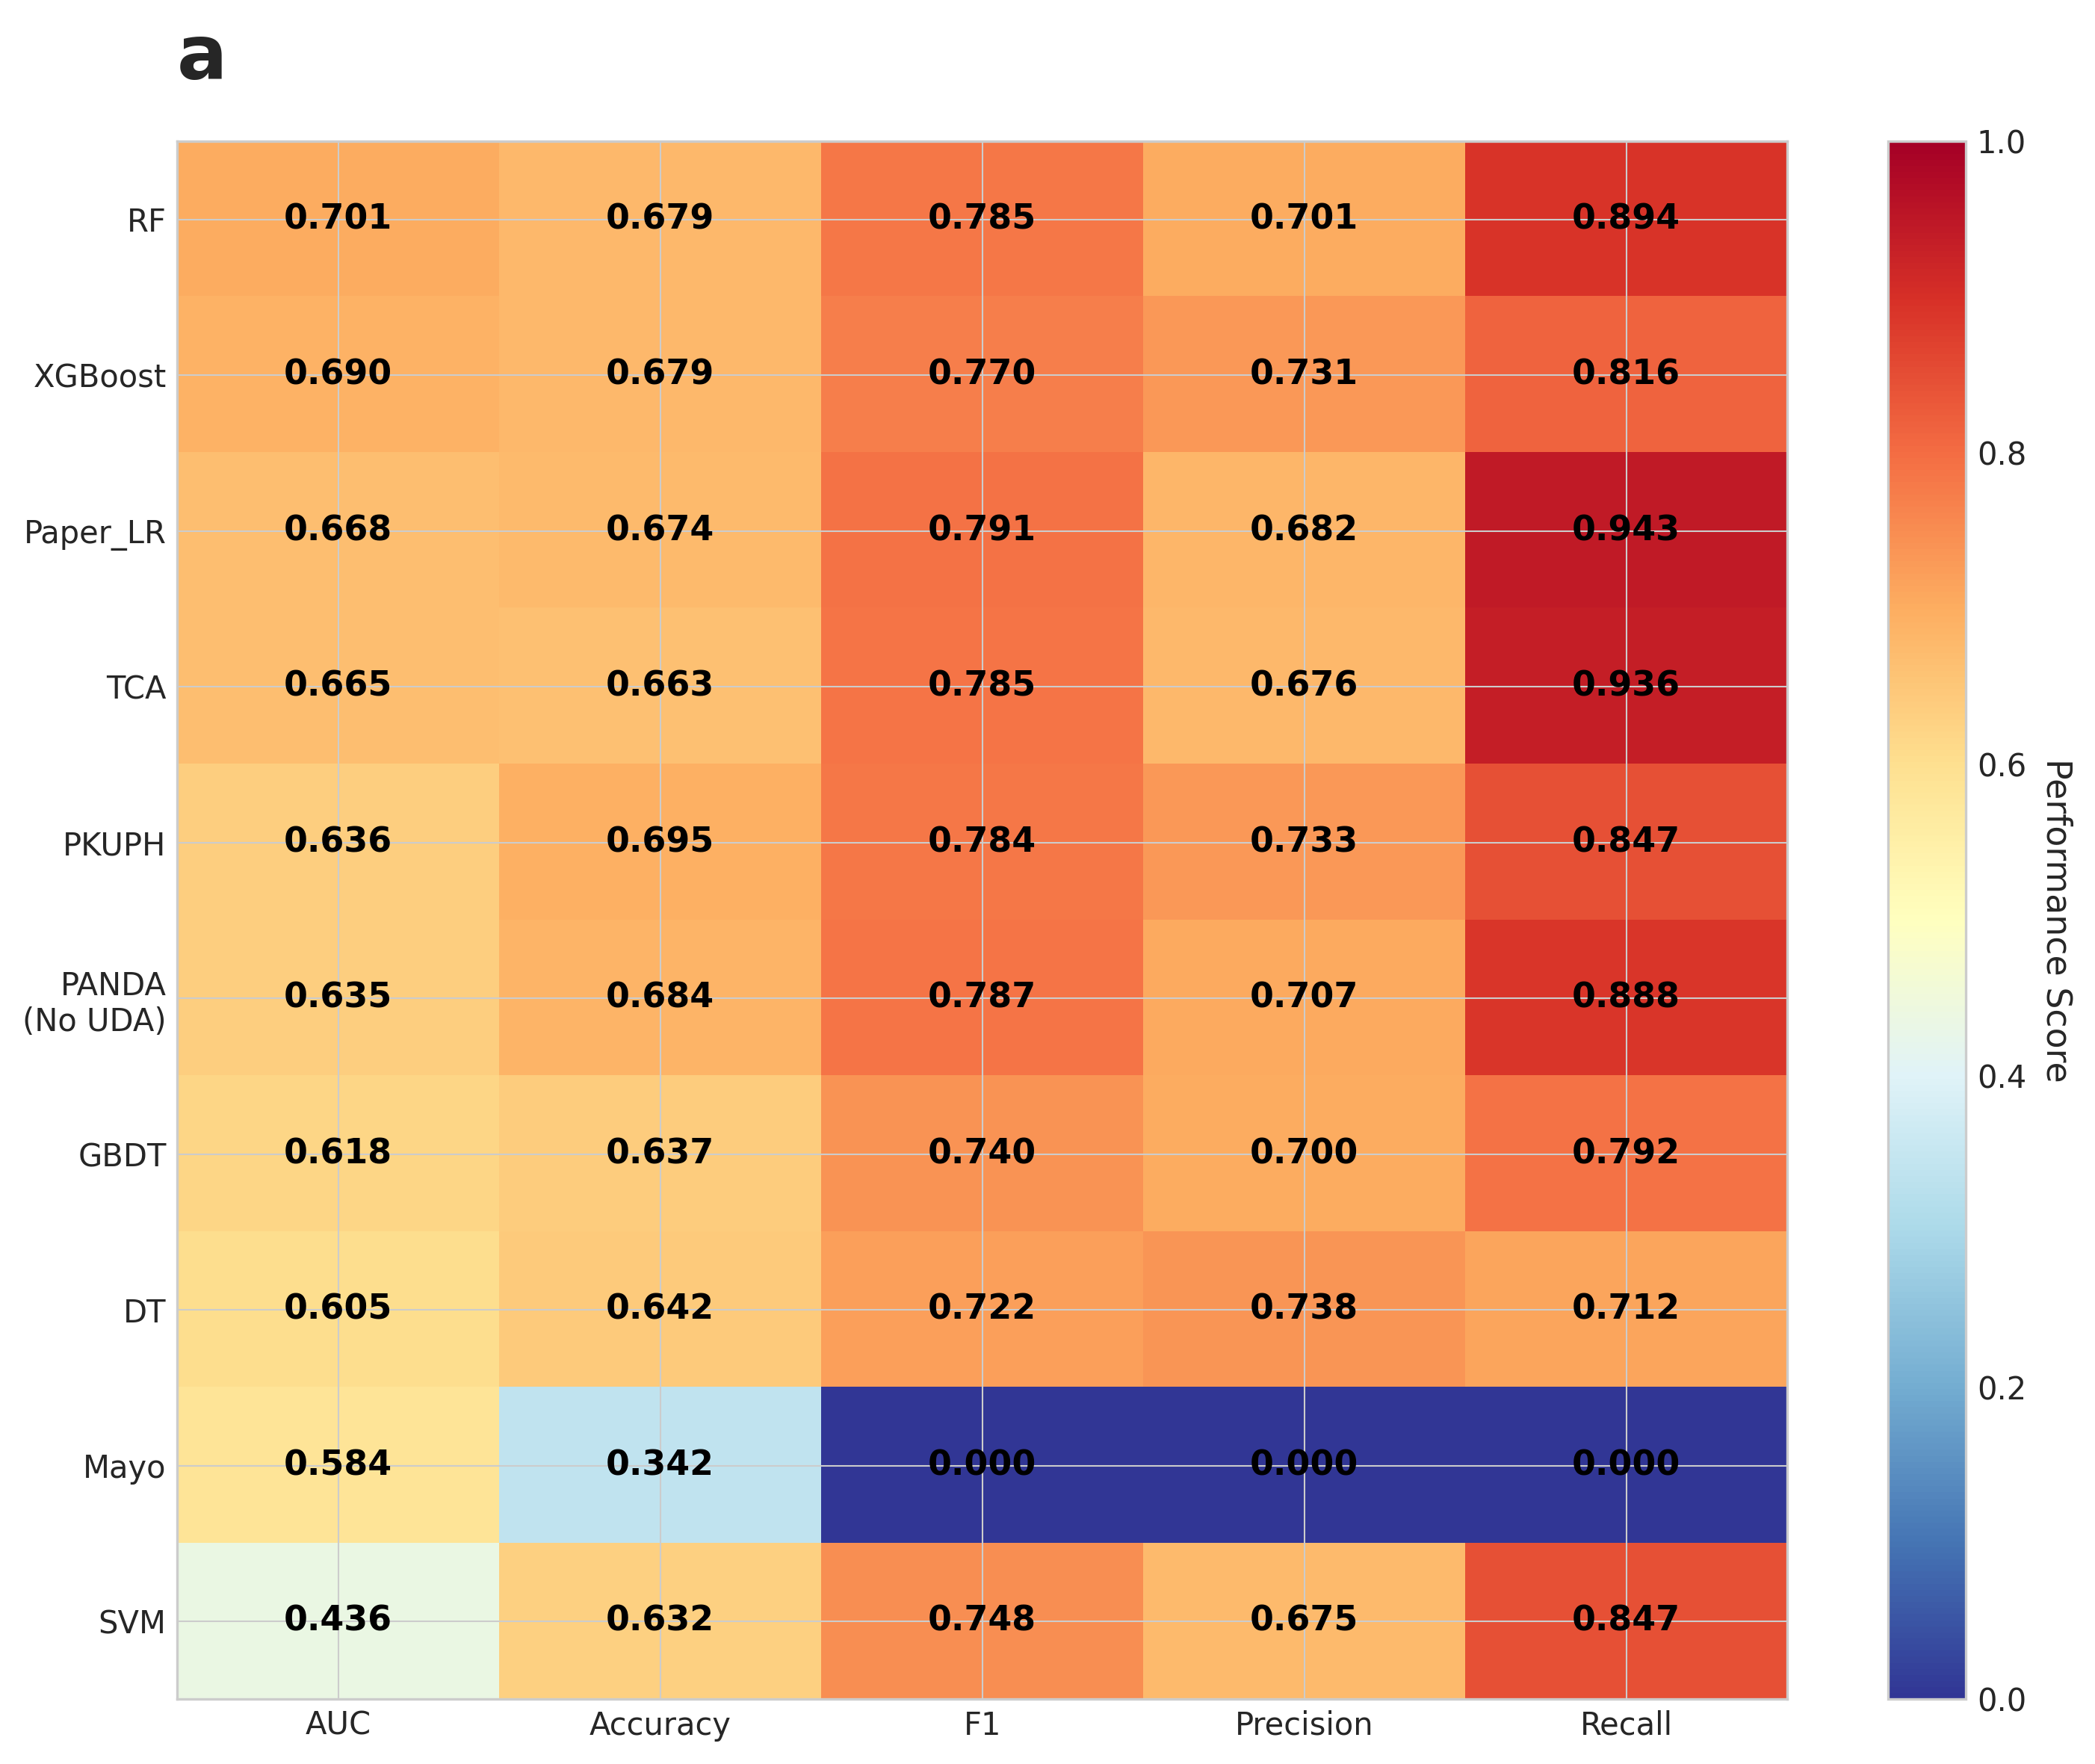 a
RF 0.701 0.679 0.785 0.701 0.894
XGBoost 0.690 0.679 0.770 0.731 0.816
Paper_LR 0.668 0.674 0.791 0.682 0.943
TCA 0.665 0.663 0.785 0.676 0.936
PKUPH 0.636 0.695 0.784 0.733 0.847
PANDA
(No UDA) 0.635 0.684 0.787 0.707 0.888
GBDT 0.618 0.637 0.740 0.700 0.792
DT 0.605 0.642 0.722 0.738 0.712
Mayo 0.584 0.342 0.000 0.000 0.000
SVM 0.436 0.632 0.748 0.675 0.847
AUC Accuracy F1 Precision Recall
1.0
0.8
0.6
0.4
0.2
0.0
Performance Score